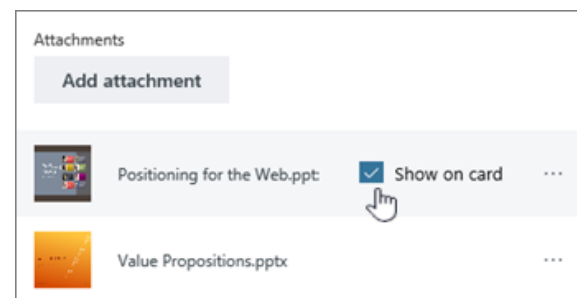 Attachments
Add attachment
Positioning for the Web.ppt:
Show on card
Value Propositions.pptx